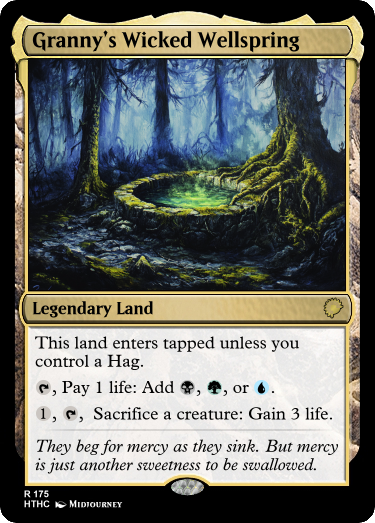 Granny's Wicked Wellspring
Legendary Land
This land enters tapped unless you
control a Hag.
, Pay 1 life: Add , , or .
1, , Sacrifice a creature: Gain 3 life.
They beg for mercy as they sink. But mercy
is just another sweetness to be swallowed.
R 175
HTHC Midjourney